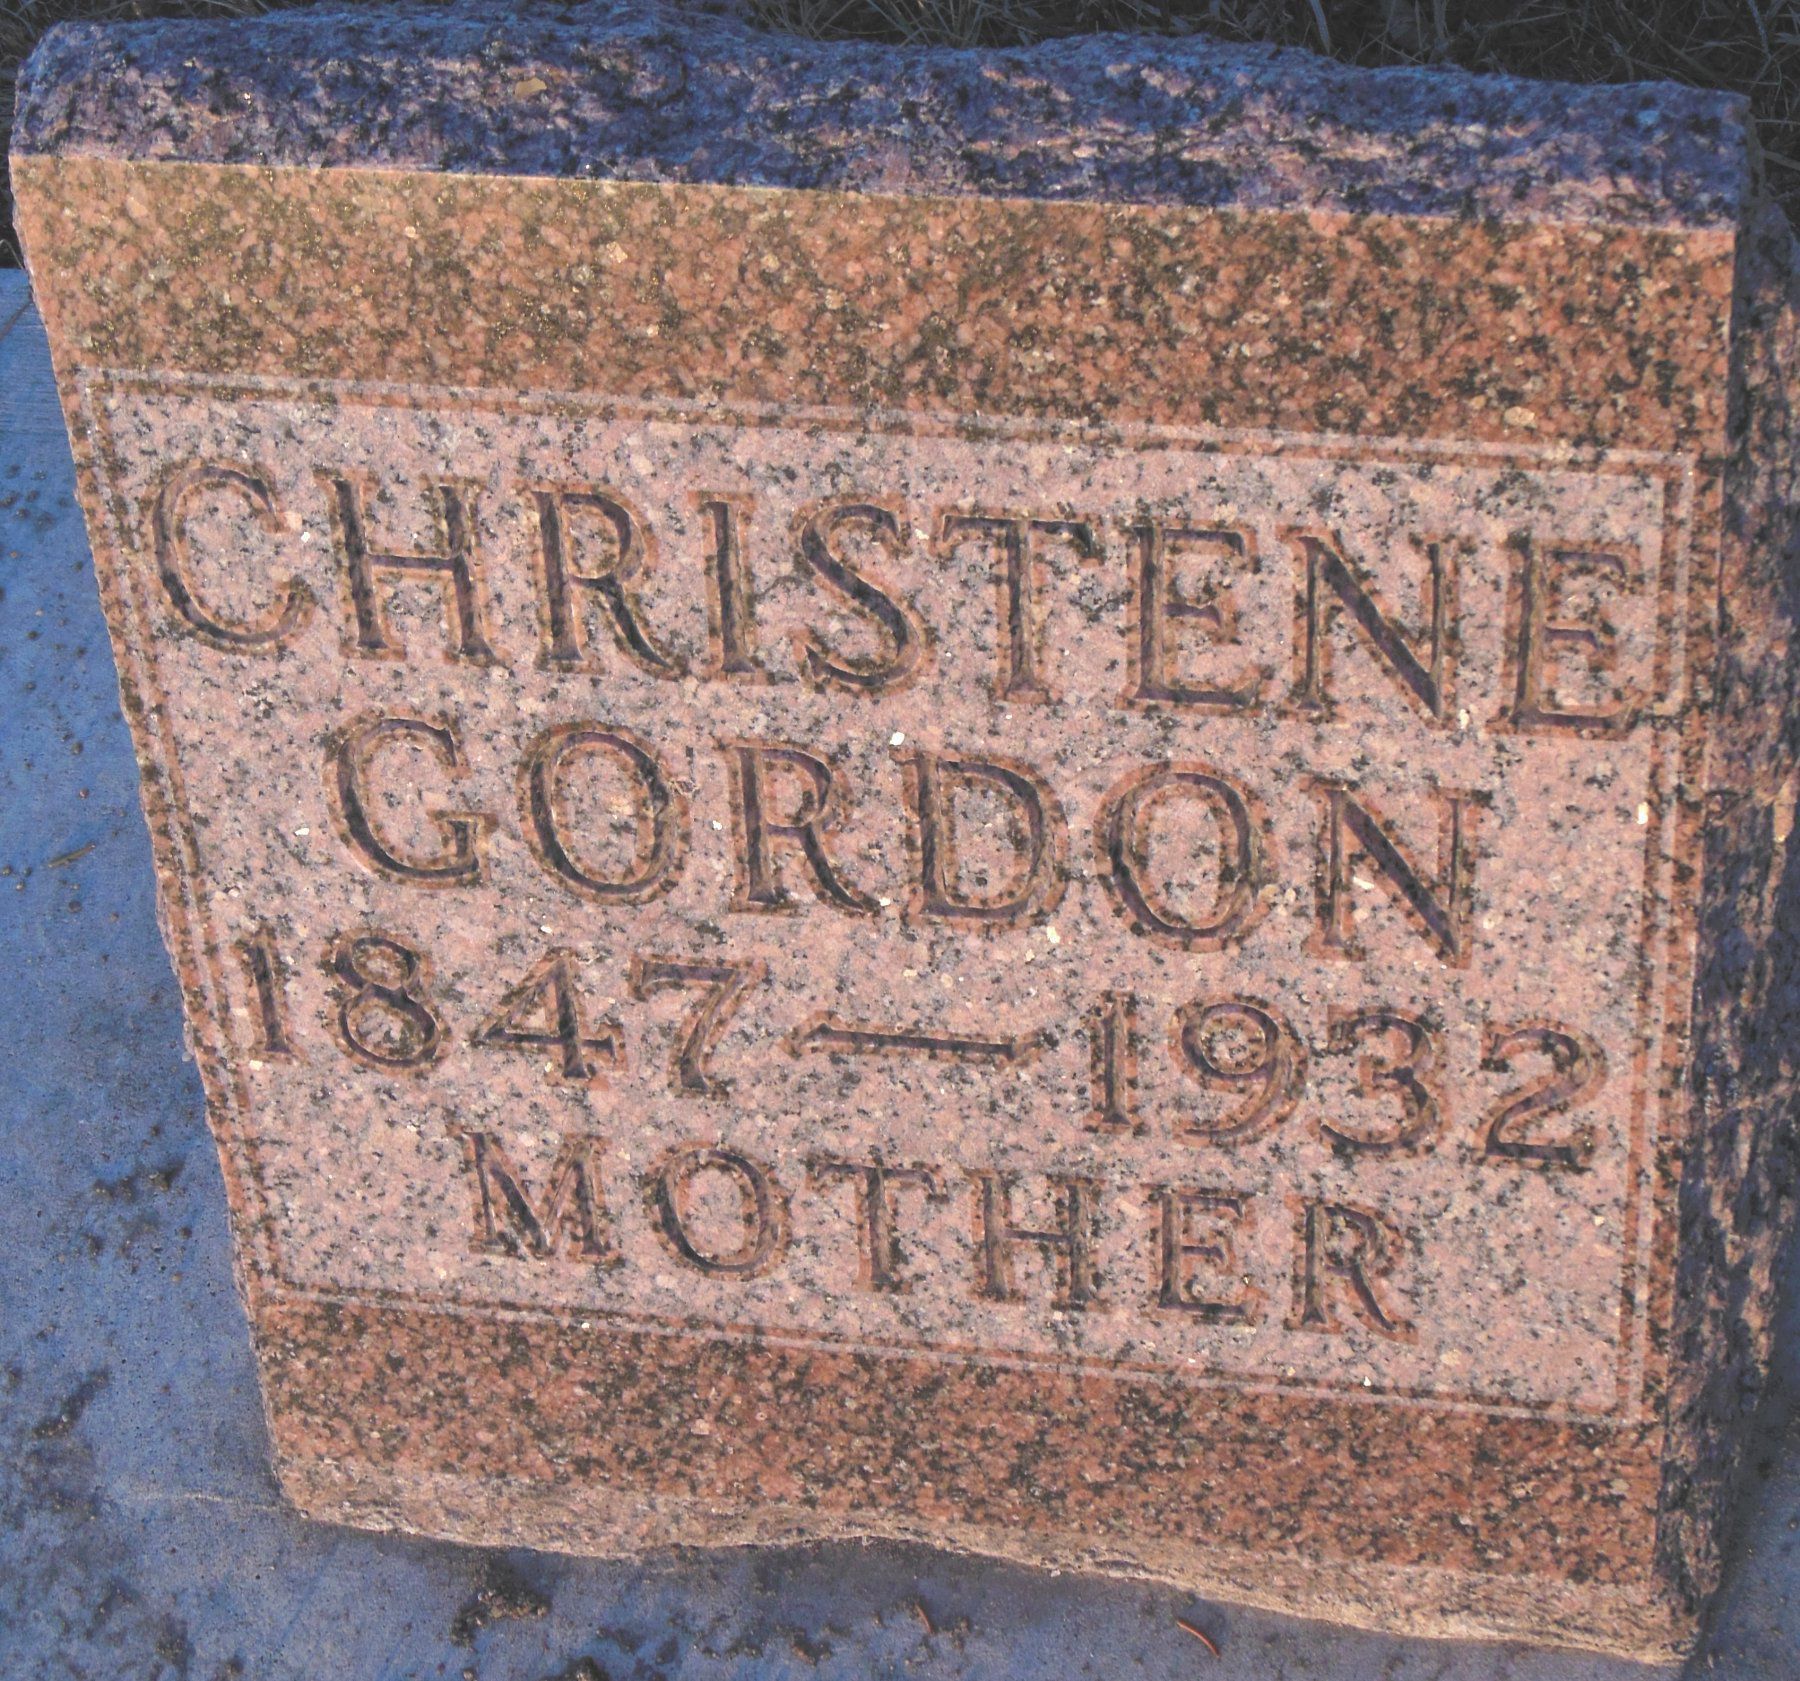 CHRISTENE
GORDON
1847—1932
MOTHER